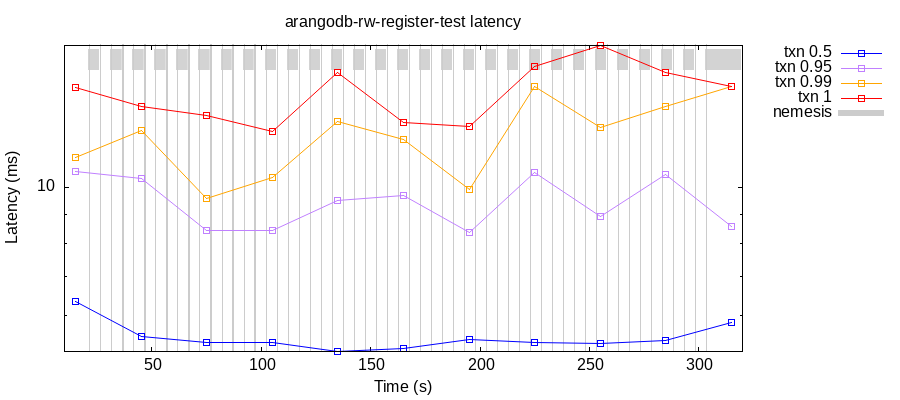 arangodb-rw-register-test latency
txn 0.5
txn 0.95
txn 0.99
txn 1
nemesis
Latency (ms)
10
50 100 150 200 250 300
Time (s)